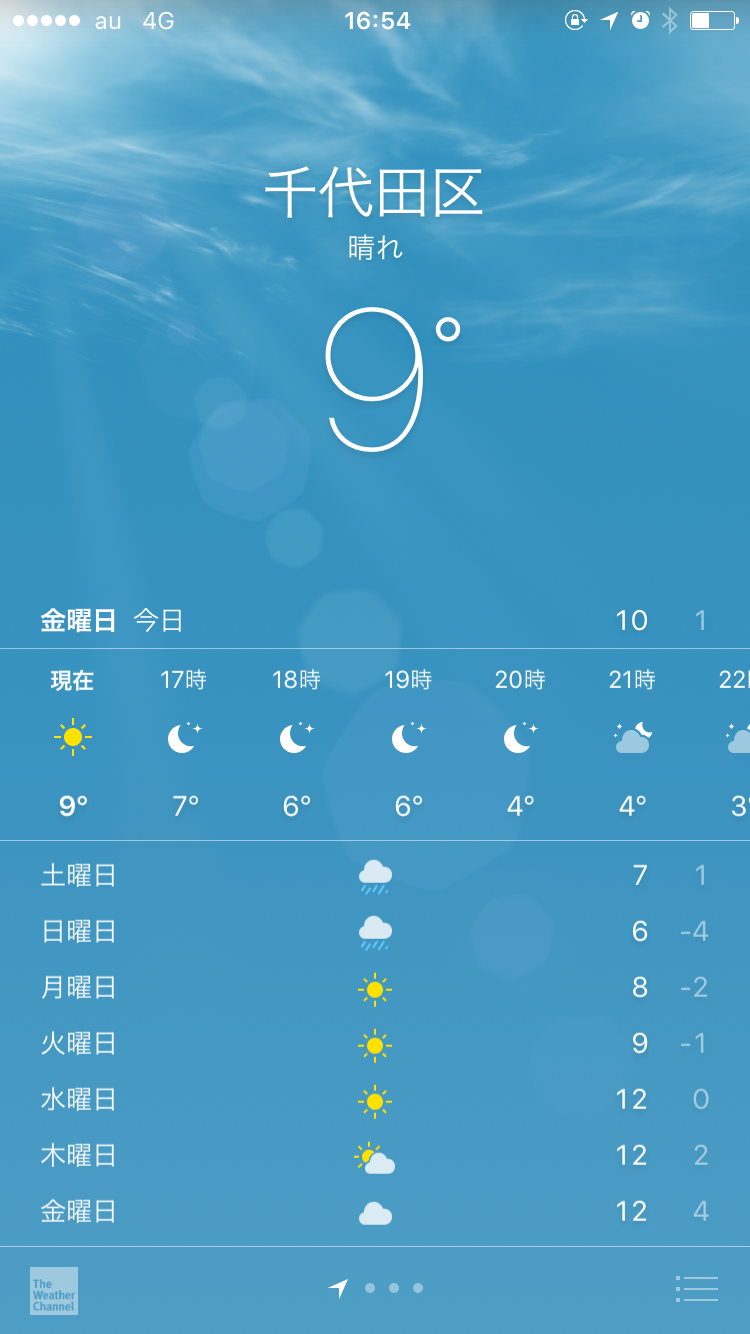 au 4G 16:54
千代田区
晴れ
9°
金曜日 今日 10 1
現在 17時 18時 19時 20時 21時 22
9° 7° 6° 6° 4° 4° 3°
土曜日 7 1
日曜日 6 -4
月曜日 8 -2
火曜日 9 -1
水曜日 12 0
木曜日 12 2
金曜日 12 4
The
Weather
Channel